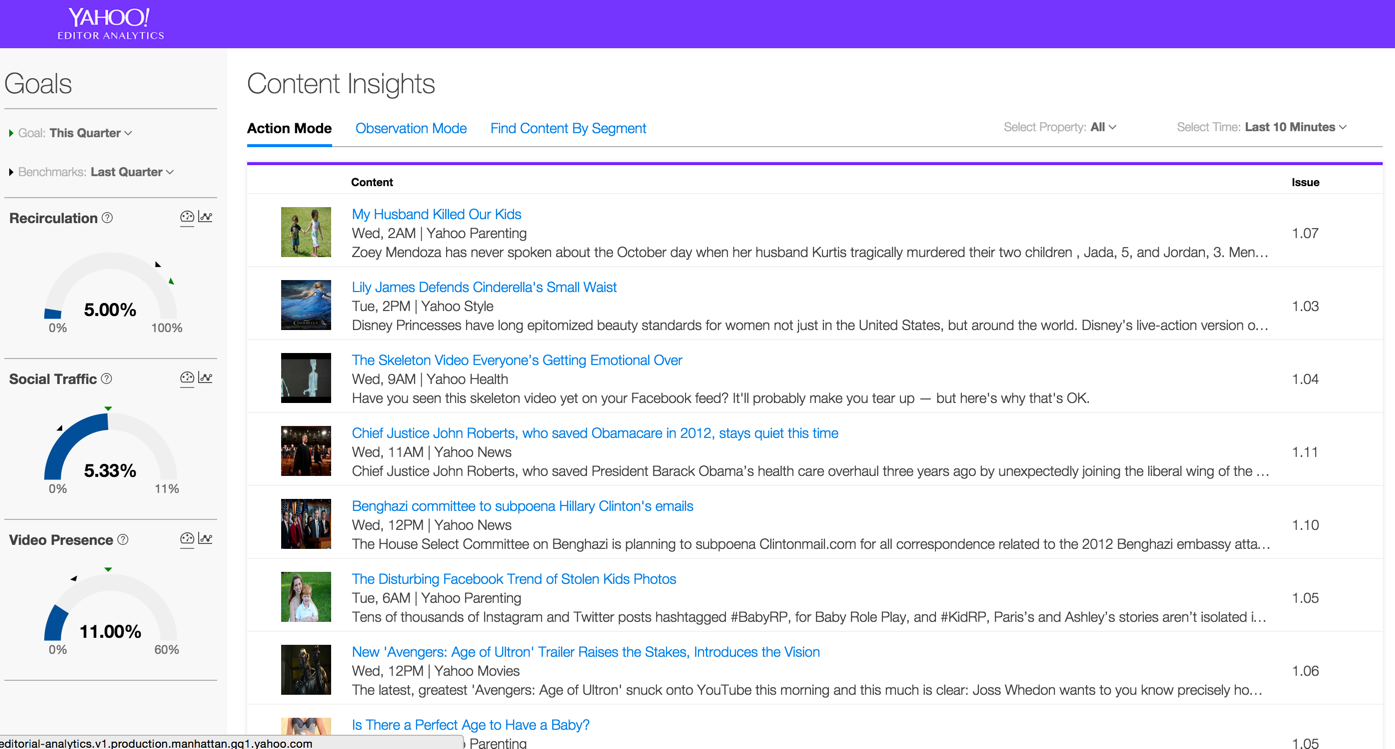 YAHOO!
EDITOR ANALYTICS
Goals
Goal: This Quarter
Benchmarks: Last Quarter
Recirculation ?
5.00%
0% 100%
Social Traffic ?
5.33%
0% 11%
Video Presence ?
11.00%
0% 60%
Content Insights
Action Mode Observation Mode Find Content By Segment Select Property: All Select Time: Last 10 Minutes
Content Issue
My Husband Killed Our Kids
Wed, 2AM | Yahoo Parenting 1.07
Zoey Mendoza has never spoken about the October day when her husband Kurtis tragically murdered their two children , Jada, 5, and Jordan, 3. Men…
Lily James Defends Cinderella's Small Waist
Tue, 2PM | Yahoo Style 1.03
Disney Princesses have long epitomized beauty standards for women not just in the United States, but around the world. Disney's live-action version o…
The Skeleton Video Everyone's Getting Emotional Over
Wed, 9AM | Yahoo Health 1.04
Have you seen this skeleton video yet on your Facebook feed? It'll probably make you tear up — but here's why that's OK.
Chief Justice John Roberts, who saved Obamacare in 2012, stays quiet this time
Wed, 11AM | Yahoo News 1.11
Chief Justice John Roberts, who saved President Barack Obama's health care overhaul three years ago by unexpectedly joining the liberal wing of the …
Benghazi committee to subpoena Hillary Clinton's emails
Wed, 12PM | Yahoo News 1.10
The House Select Committee on Benghazi is planning to subpoena Clintonmail.com for all correspondence related to the 2012 Benghazi embassy atta…
The Disturbing Facebook Trend of Stolen Kids Photos
Tue, 6AM | Yahoo Parenting 1.05
Tens of thousands of Instagram and Twitter posts hashtagged #BabyRP, for Baby Role Play, and #KidRP, Paris's and Ashley's stories aren't isolated i…
New 'Avengers: Age of Ultron' Trailer Raises the Stakes, Introduces the Vision
Wed, 12PM | Yahoo Movies 1.06
The latest, greatest 'Avengers: Age of Ultron' snuck onto YouTube this morning and this much is clear: Joss Whedon wants to you know precisely ho…
Is There a Perfect Age to Have a Baby?
Parenting 1.05
editorial-analytics.v1.production.manhattan.gq1.yahoo.com